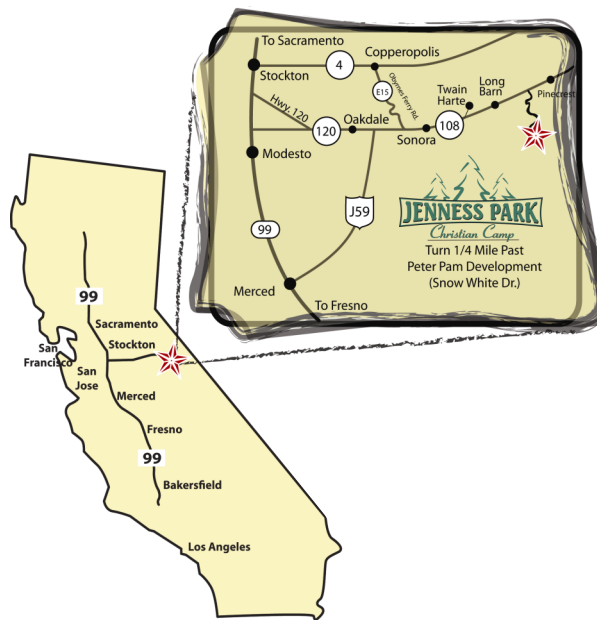 To Sacramento
4
Copperopolis
Stockton
E15
Obyrnes Ferry Rd.
Hwy. 120
Twain
Harte
Long
Barn
Pinecrest
Oakdale
120
108
Sonora
Modesto
J59
99
JENNESS PARK
Christian Camp
Turn 1/4 Mile Past
Peter Pam Development
(Snow White Dr.)
Merced
To Fresno
99
Sacramento
Stockton
San
Francisco
San
Jose
Merced
Fresno
99
Bakersfield
Los Angeles